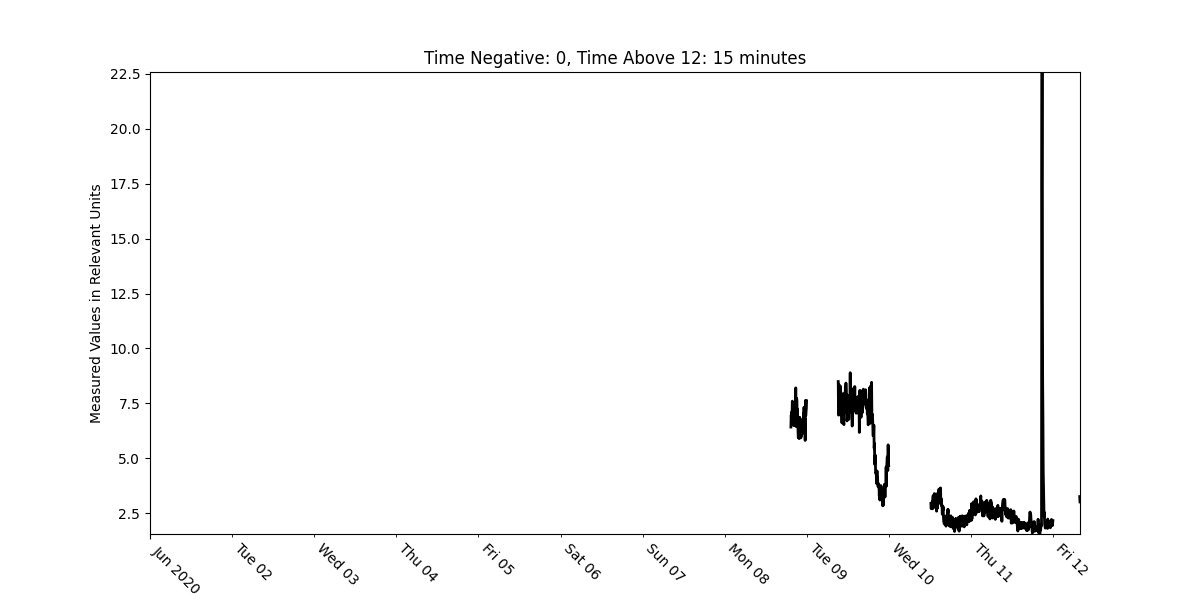 Time Negative: 0, Time Above 12: 15 minutes
Measured Values in Relevant Units
22.5
20.0
17.5
15.0
12.5
10.0
7.5
5.0
2.5
Jun 2020
Tue 02
Wed 03
Thu 04
Fri 05
Sat 06
Sun 07
Mon 08
Tue 09
Wed 10
Thu 11
Fri 12